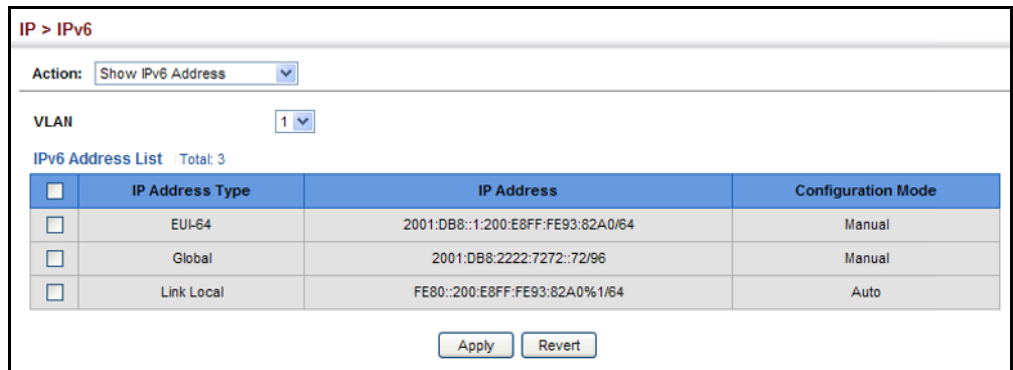 IP > IPv6
Action: Show IPv6 Address
VLAN 1
IPv6 Address List Total: 3
IP Address Type IP Address Configuration Mode
EUI-64 2001:DB8::1:200:E8FF:FE93:82A0/64 Manual
Global 2001:DB8:2222:7272::72/96 Manual
Link Local FE80::200:E8FF:FE93:82A0%1/64 Auto
Apply Revert